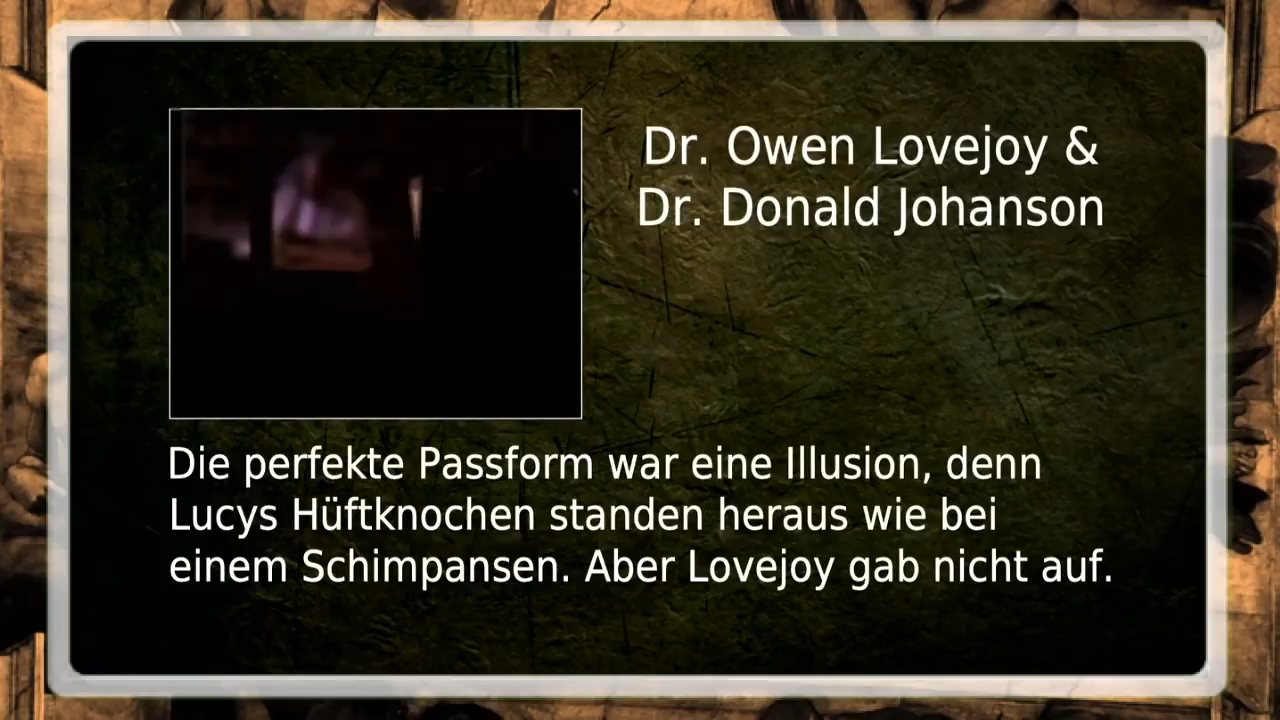 Dr. Owen Lovejoy &
Dr. Donald Johanson
Die perfekte Passform war eine Illusion, denn
Lucys Hüftknochen standen heraus wie bei
einem Schimpansen. Aber Lovejoy gab nicht auf.